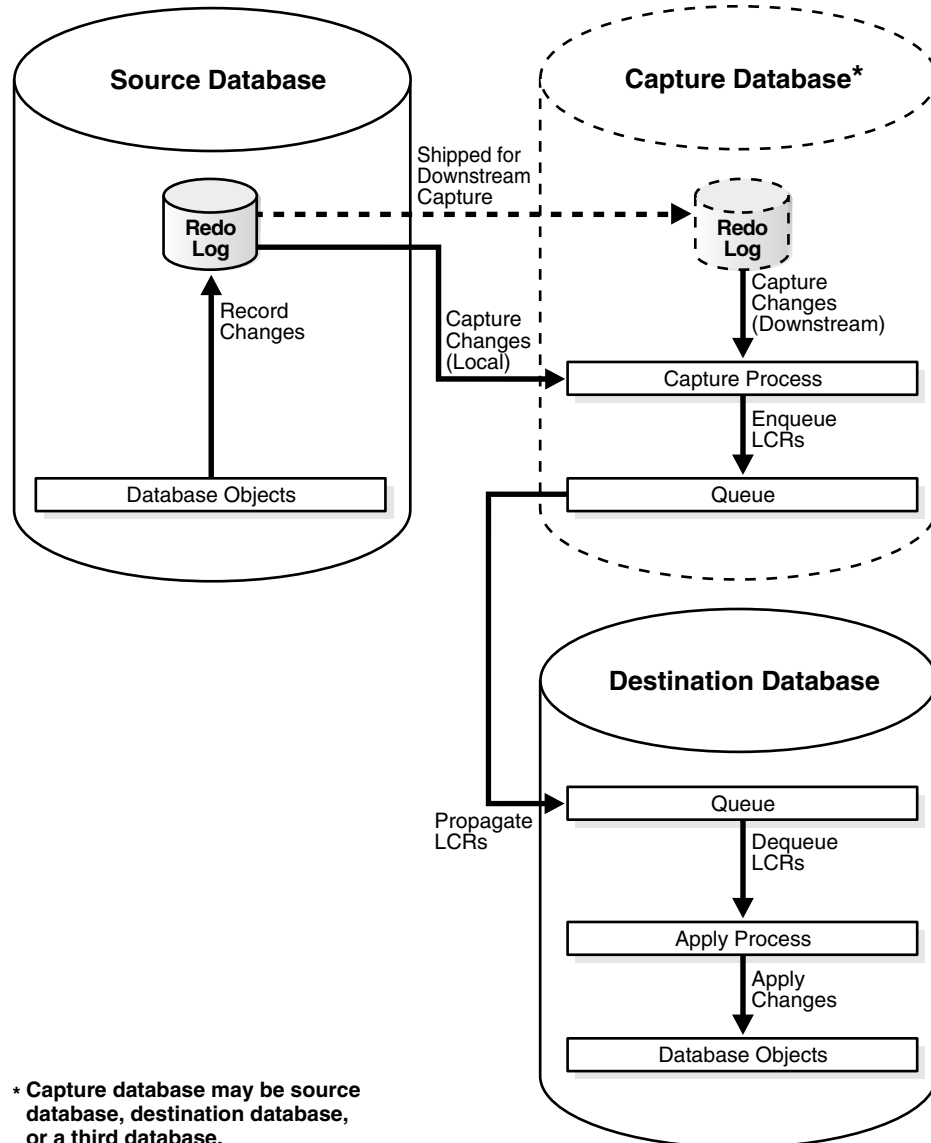 Source Database
Capture Database*
Shipped for
Downstream
Capture
Redo
Log
Redo
Log
Record
Changes
Capture
Changes
(Local)
Capture
Changes
(Downstream)
Capture Process
Enqueue
LCRs
Database Objects
Queue
Destination Database
Queue
Propagate
LCRs
Dequeue
LCRs
Apply Process
Apply
Changes
Database Objects
* Capture database may be source
database, destination database,
or a third database.